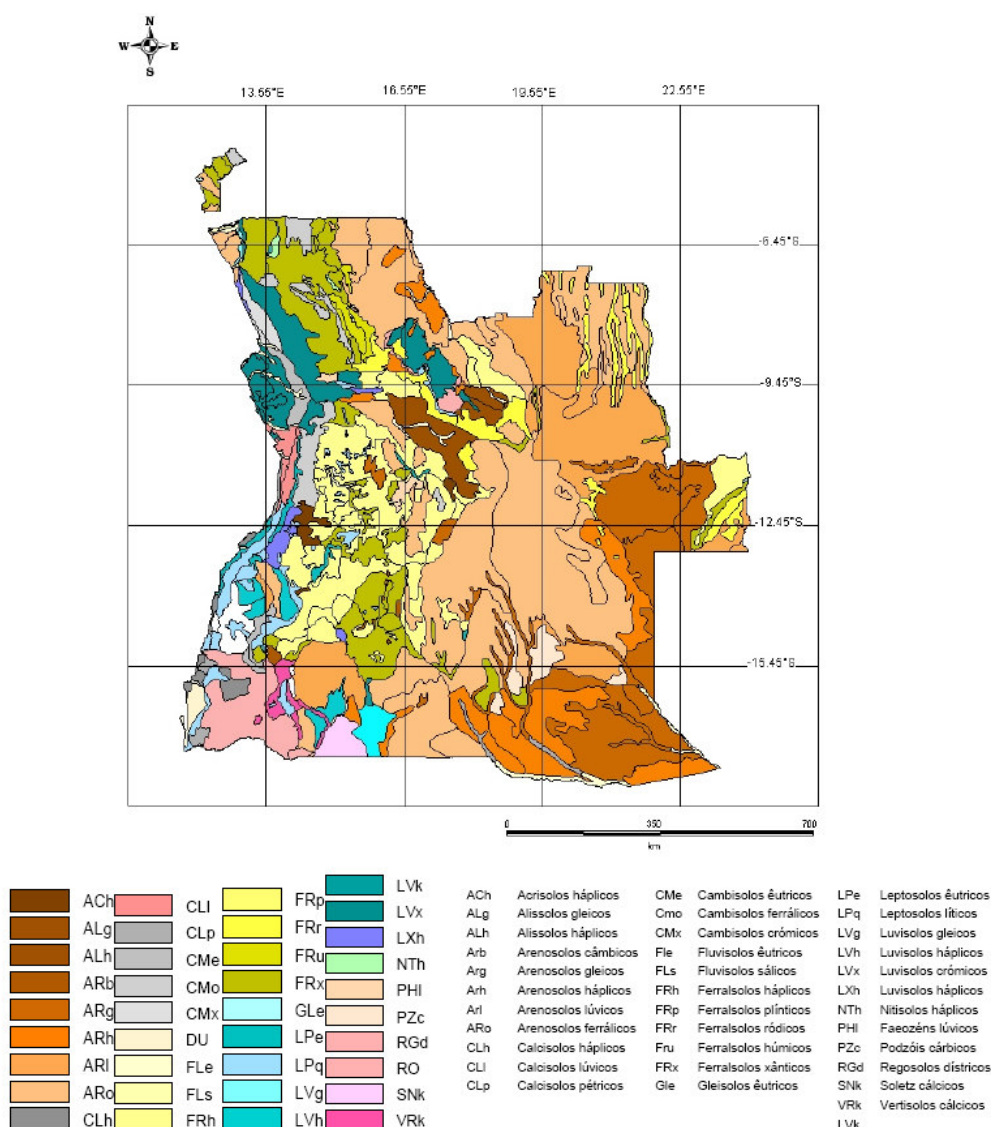 N
W E
S
13.55°E 16.55°E 19.55°E 22.55°E
-6.45°S
-9.45°S
-12.45°S
-15.45°S
0 350 700
km
ACh
ALg
ALh
ARb
ARg
ARh
ARl
ARo
CLh
CLl
CLp
CMe
CMo
CMx
DU
FLe
FLs
FRh
FRp
FRr
FRu
FRx
GLe
LPe
LPq
LVg
LVh
LVk
LVx
LXh
NTh
PHl
PZc
RGd
RO
SNk
VRk
ACh Acrisolos háplicos
ALg Alissolos gleicos
ALh Alissolos háplicos
Arb Arenosolos câmbicos
Arg Arenosolos gleicos
Arh Arenosolos háplicos
Arl Arenosolos lúvicos
ARo Arenosolos ferrálicos
CLh Calcisolos háplicos
CLl Calcisolos lúvicos
CLp Calcisolos pétricos
CMe Cambisolos êutricos
Cmo Cambisolos ferrálicos
CMx Cambisolos crómicos
Fle Fluvisolos êutricos
FLs Fluvisolos sálicos
FRh Ferralsolos háplicos
FRp Ferralsolos plínticos
FRr Ferralsolos ródicos
Fru Ferralsolos húmicos
FRx Ferralsolos xânticos
Gle Gleisolos êutricos
LPe Leptosolos êutricos
LPq Leptosolos líticos
LVg Luvisolos gleicos
LVh Luvisolos háplicos
LVx Luvisolos crómicos
LXh Luvisolos háplicos
NTh Nitisolos háplicos
PHl Faeozéns lúvicos
PZc Podzóis cárbicos
RGd Regosolos dístricos
SNk Soletz cálcicos
VRk Vertisolos cálcicos
LVk